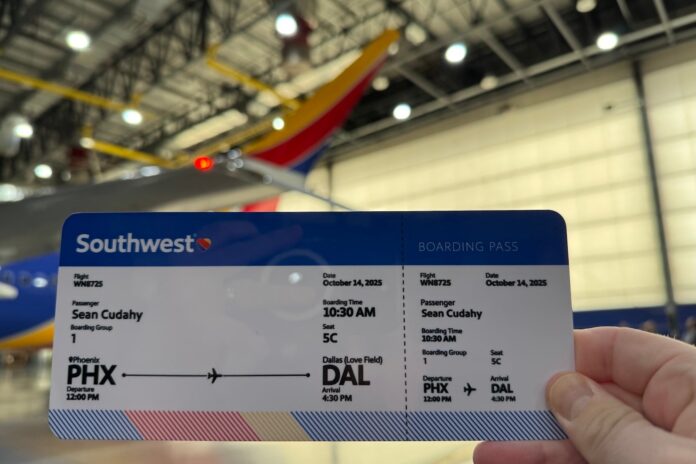 Southwest
BOARDING PASS
Flight
WN8725
Date
October 14, 2025
Passenger
Sean Cudahy
Boarding Time
10:30 AM
Boarding Group
1
Seat
5C
Phoenix
PHX
Departure
12:00 PM
Dallas (Love Field)
DAL
Arrival
4:30 PM
Flight
WN8725
Date
October 14, 2025
Passenger
Sean Cudahy
Boarding Time
10:30 AM
Boarding Group
1
Seat
5C
Departure
PHX
12:00 PM
Arrival
DAL
4:30 PM